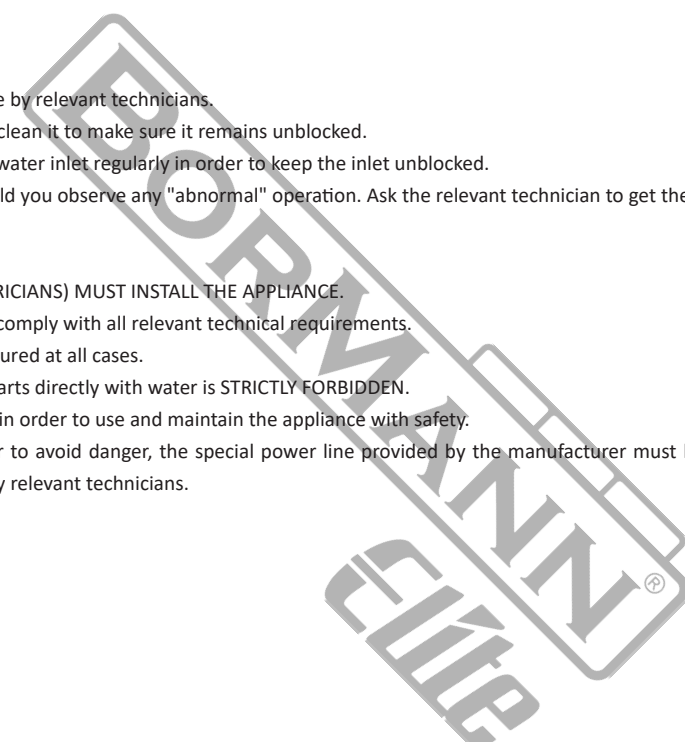 e by relevant technicians.
clean it to make sure it remains unblocked.
water inlet regularly in order to keep the inlet unblocked.
ld you observe any "abnormal" operation. Ask the relevant technician to get the
RICIANS) MUST INSTALL THE APPLIANCE.
comply with all relevant technical requirements.
ured at all cases.
arts directly with water is STRICTLY FORBIDDEN.
in order to use and maintain the appliance with safety.
r to avoid danger, the special power line provided by the manufacturer must
y relevant technicians.
BORMANN®
Elite